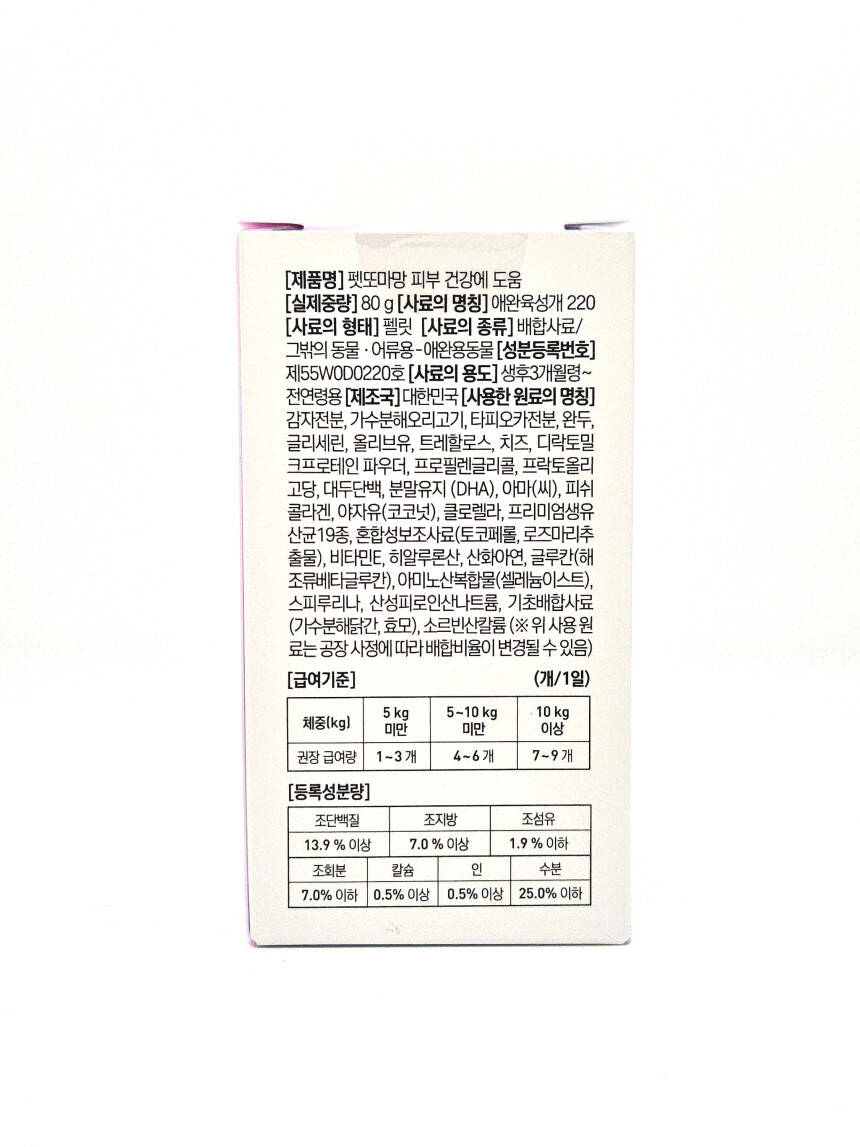 [제품명] 펫또마망 피부 건강에 도움
[실제중량] 80 g [사료의 명칭] 애완육성개 220
[사료의 형태] 펠릿 [사료의 종류] 배합사료/
그밖의 동물·어류용-애완용동물 [성분등록번호]
제55W0D0220호 [사료의 용도] 생후3개월령~
전연령용 [제조국] 대한민국 [사용한 원료의 명칭]
감자전분, 가수분해오리고기, 타피오카전분, 완두,
글리세린, 올리브유, 트레할로스, 치즈, 디락토밀
크프로테인 파우더, 프로필렌글리콜, 프락토올리
고당, 대두단백, 분말유지 (DHA), 아마(씨), 피쉬
콜라겐, 야자유(코코넛), 클로렐라, 프리미엄생유
산균19종, 혼합성보조사료(토코페롤, 로즈마리추
출물), 비타민E, 히알루론산, 산화아연, 글루칸(해
조류베타글루칸), 아미노산복합물(셀레늄이스트),
스피루리나, 산성피로인산나트륨, 기초배합사료
(가수분해닭간, 효모), 소르빈산칼륨 (※ 위 사용 원
료는 공장 사정에 따라 배합비율이 변경될 수 있음)
[급여기준] (개/1일)
체중(kg) 5 kg 미만 5~10 kg 미만 10 kg 이상
권장 급여량 1~3 개 4~6 개 7~9 개
[등록성분량]
조단백질 조지방 조섬유
13.9 % 이상 7.0 % 이상 1.9 % 이하
조회분 칼슘 인 수분
7.0% 이하 0.5% 이상 0.5% 이상 25.0% 이하